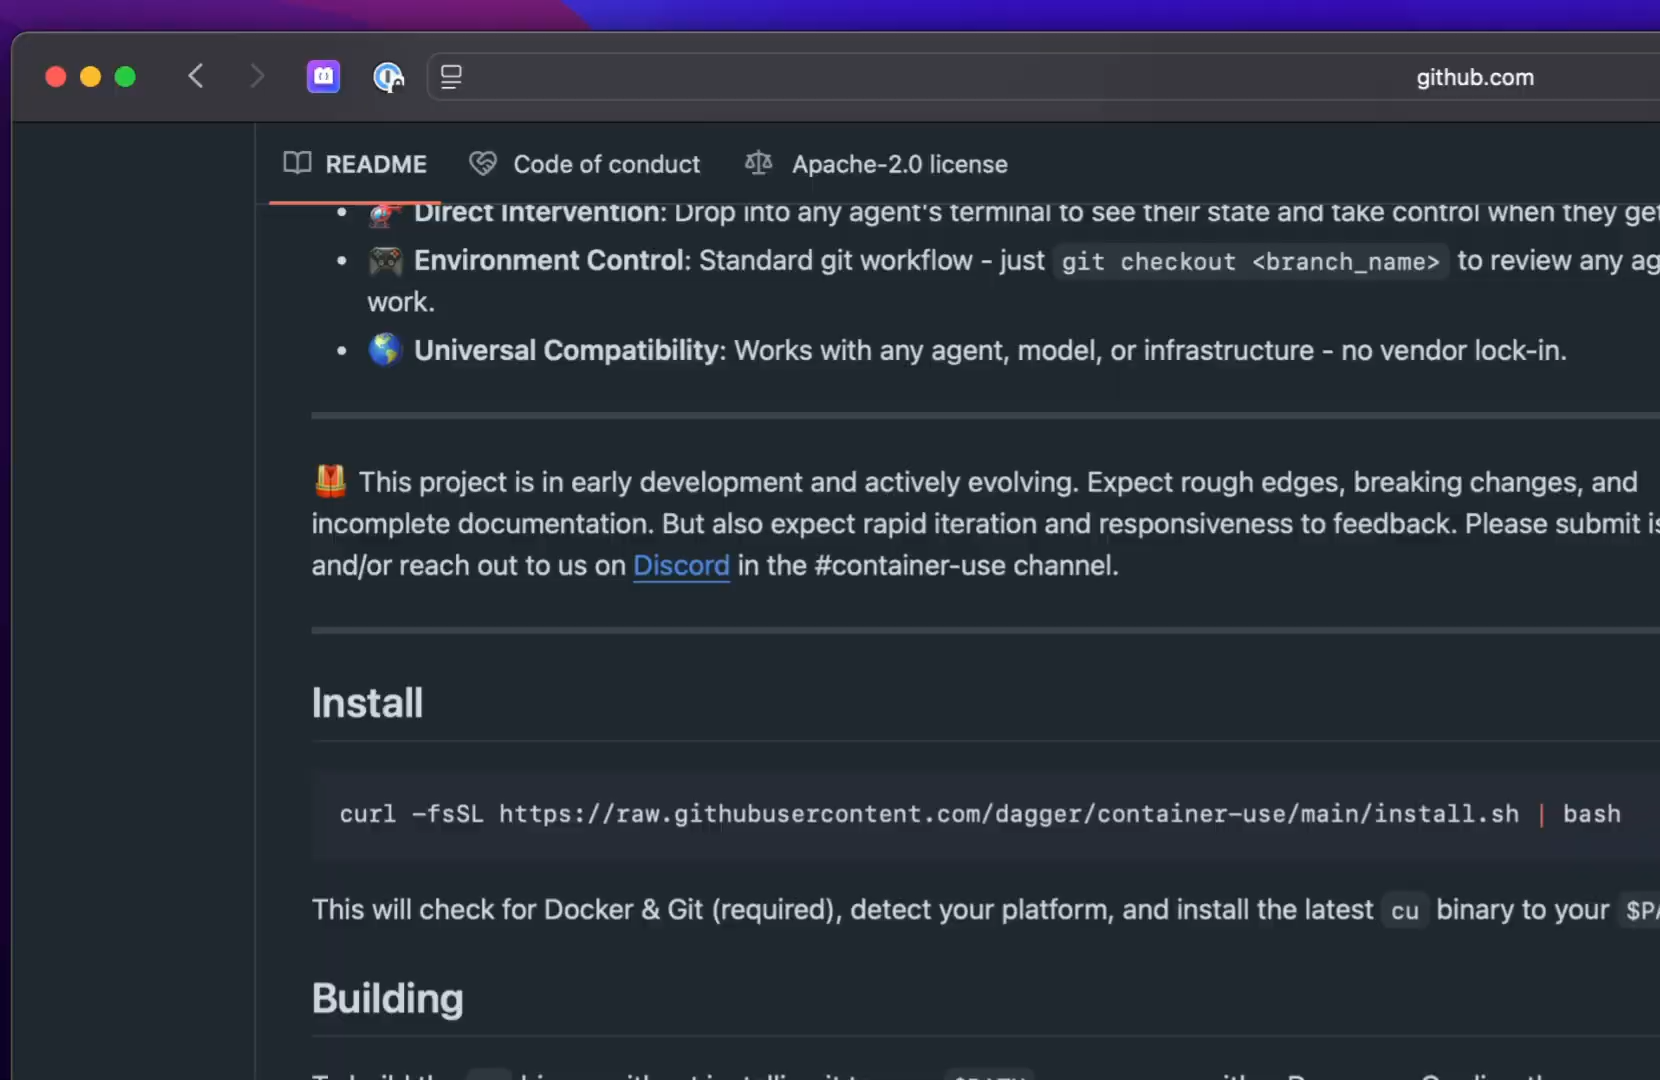 github.com
README Code of conduct Apache-2.0 license
Direct Intervention: Drop into any agent's terminal to see their state and take control when they get
Environment Control: Standard git workflow - just git checkout <branch_name> to review any ag
work.
Universal Compatibility: Works with any agent, model, or infrastructure - no vendor lock-in.
This project is in early development and actively evolving. Expect rough edges, breaking changes, and
incomplete documentation. But also expect rapid iteration and responsiveness to feedback. Please submit is
and/or reach out to us on Discord in the #container-use channel.
Install
curl -fsSL https://raw.githubusercontent.com/dagger/container-use/main/install.sh | bash
This will check for Docker & Git (required), detect your platform, and install the latest cu binary to your $PA
Building